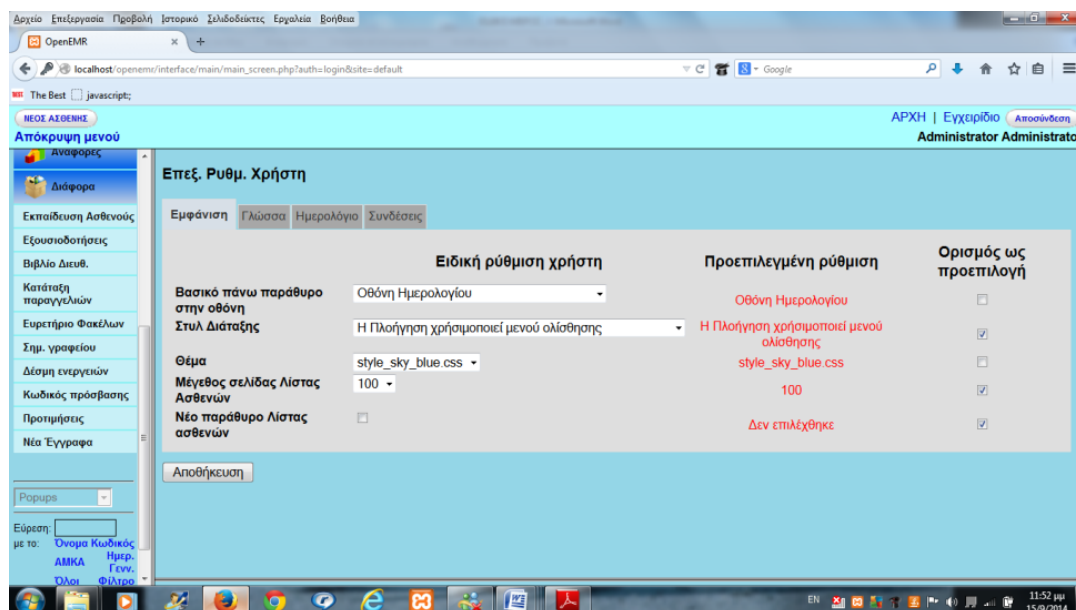 Αρχείο Επεξεργασία Προβολή Ιστορικό Σελιδοδείκτες Εργαλεία Βοήθεια
OpenEMR
localhost/openemr/interface/main/main_screen.php?auth=login&site=default
Google
The Best javascript:;
ΝΕΟΣ ΑΣΘΕΝΗΣ
ΑΡΧΗ | Εγχειρίδιο Αποσύνδεση
Απόκρυψη μενού
Administrator Administrato
Αναφορες
Διάφορα
Εκπαίδευση Ασθενούς
Εξουσιοδοτήσεις
Βιβλίο Διευθ.
Κατάταξη
παραγγελιών
Ευρετήριο Φακέλων
Σημ. γραφείου
Δέσμη ενεργειών
Κωδικός πρόσβασης
Προτιμήσεις
Νέα Έγγραφα
Popups
Εύρεση:
με το: Όνομα Κωδικός
ΑΜΚΑ Ημερ.
Γενν.
Όλοι Φίλτρο
Επεξ. Ρυθμ. Χρήστη
Εμφάνιση Γλώσσα Ημερολόγιο Συνδέσεις
Ειδική ρύθμιση χρήστη Προεπιλεγμένη ρύθμιση Ορισμός ως
προεπιλογή
Βασικό πάνω παράθυρο
στην οθόνη
Οθόνη Ημερολογίου
Οθόνη Ημερολογίου
Στυλ Διάταξης
Η Πλοήγηση χρήσιμοποιεί μενού ολίσθησης
Η Πλοήγηση χρήσιμοποιεί μενού
ολίσθησης
Θέμα
style_sky_blue.css
style_sky_blue.css
Μέγεθος σελίδας Λίστας
Ασθενών
100
100
Νέο παράθυρο Λίστας
ασθενών
Δεν επιλέχθηκε
Αποθήκευση
EN
11:52 μμ
15/9/2014